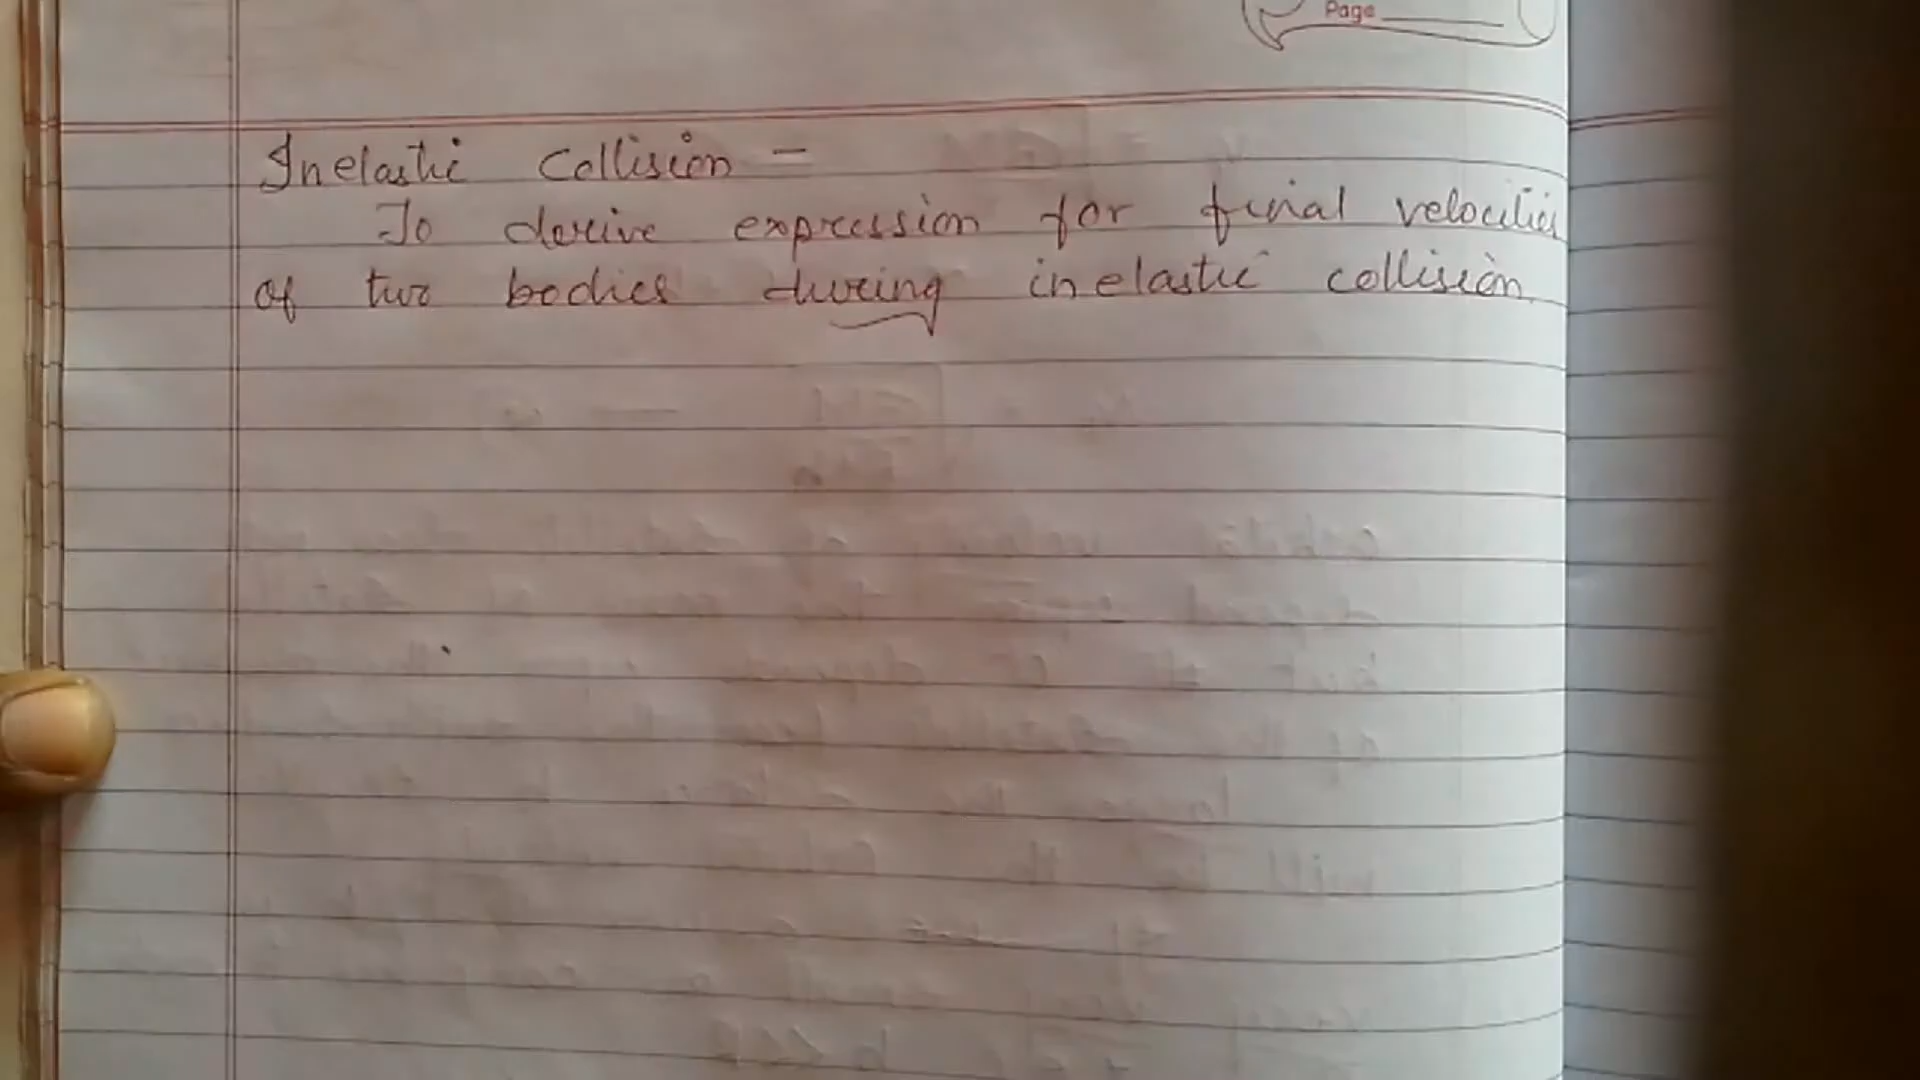 Page
Inelastic Collision -
To derive expression for final velocities
of two bodies during inelastic collision.